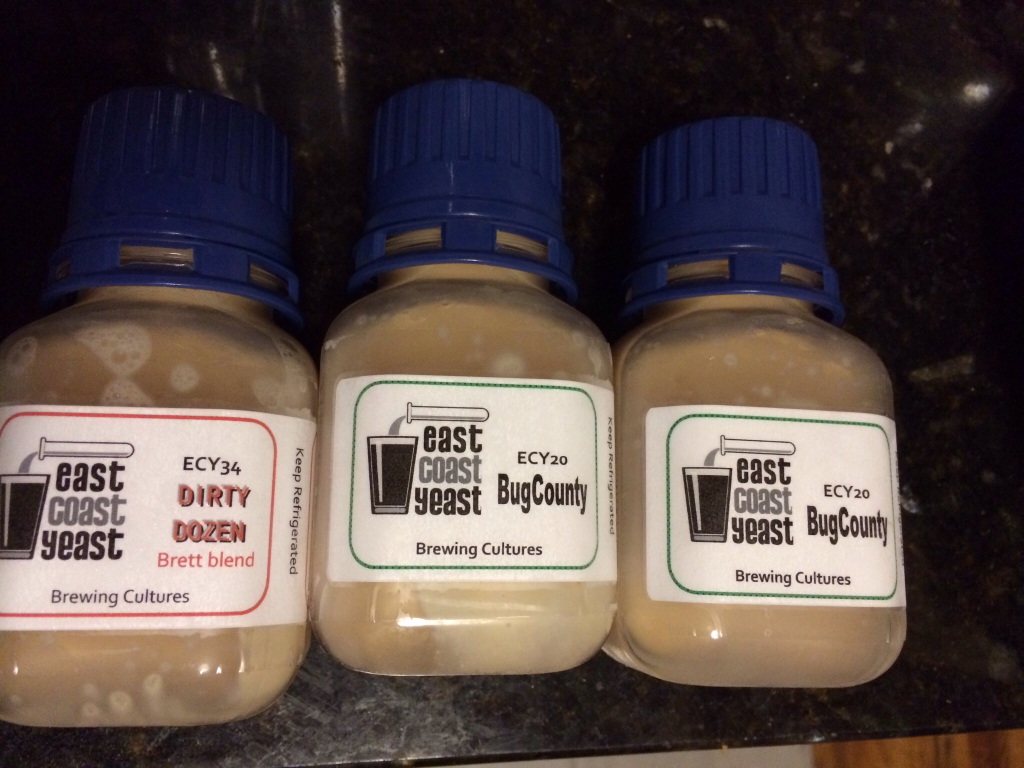 east
coast
yeast
ECY34
DIRTY
DOZEN
Brett blend
Brewing Cultures
Keep Refrigerated
east
coast
yeast
ECY20
BugCounty
Brewing Cultures
Keep Refrigerated
east
coast
yeast
ECY20
BugCounty
Brewing Cultures